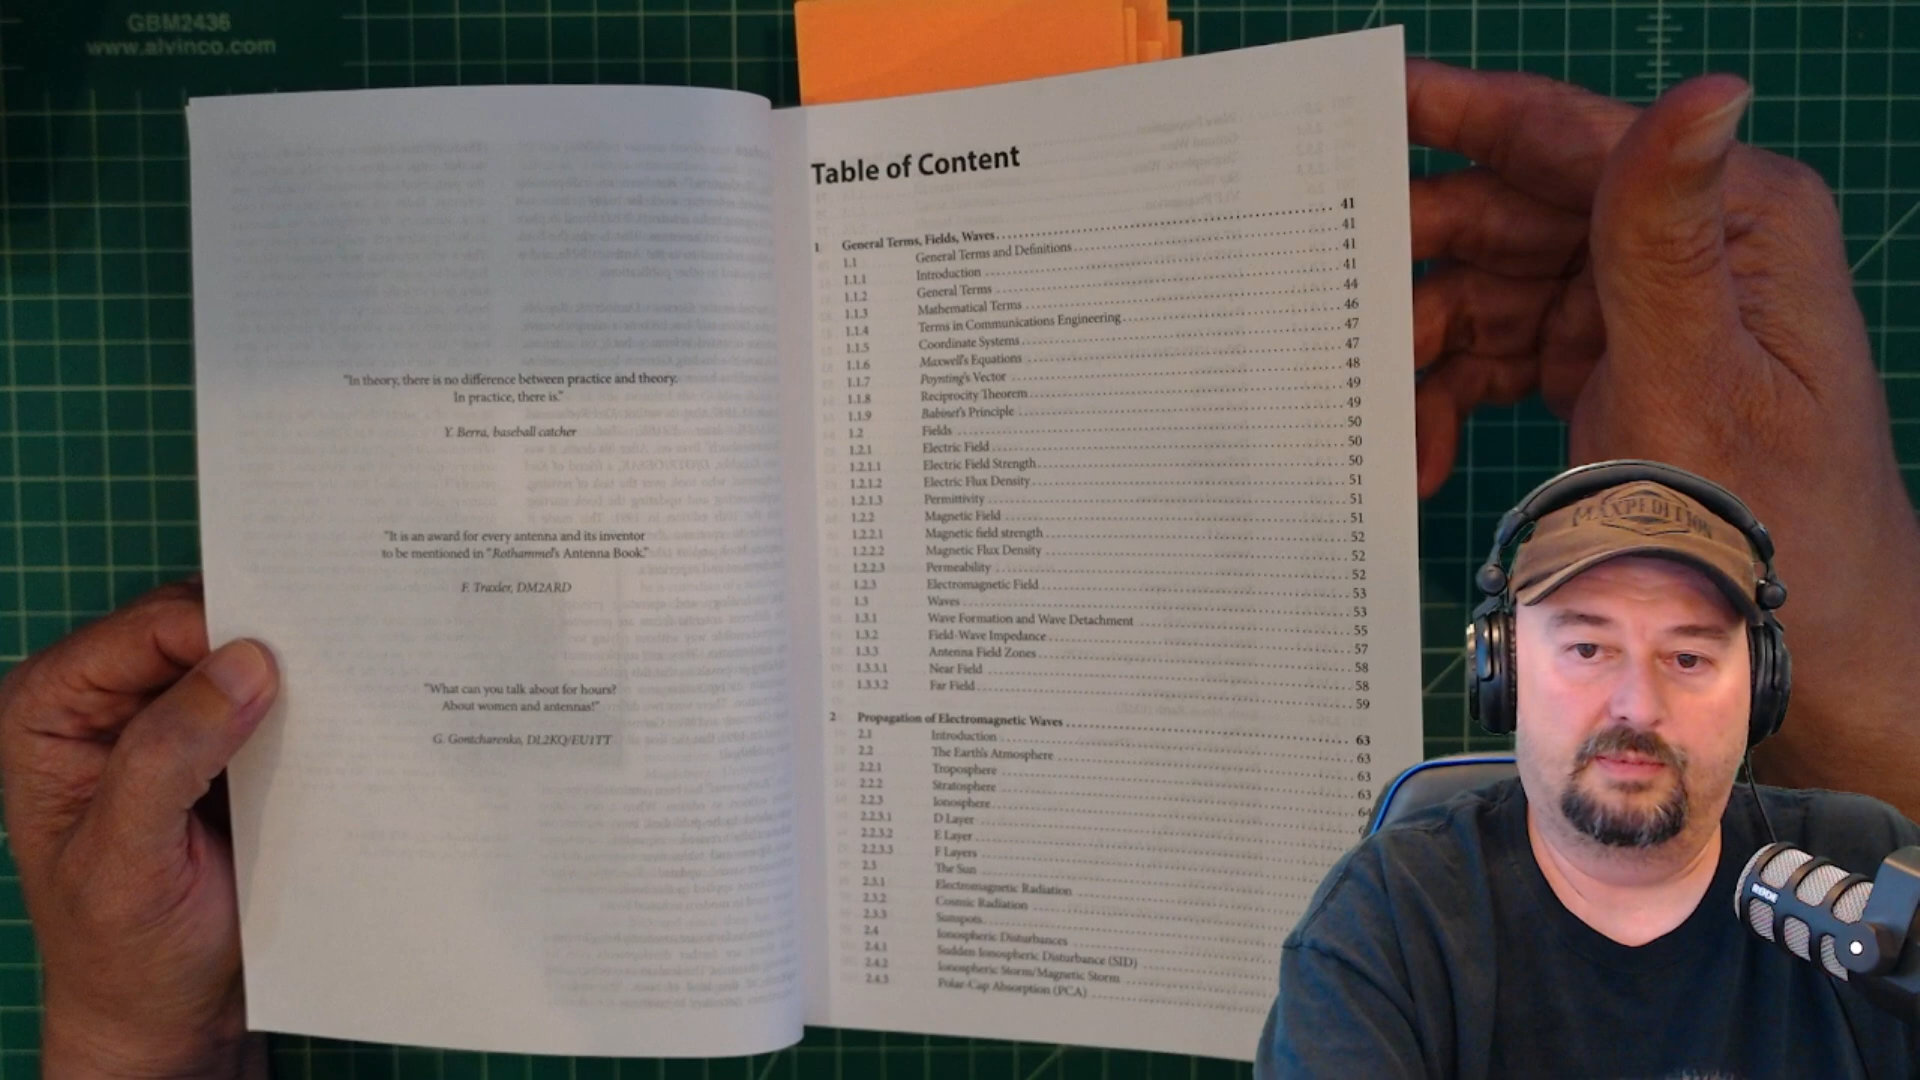 GBM2436
www.alvinco.com
"In theory, there is no difference between practice and theory.
In practice, there is."
Y. Berra, baseball catcher
"It is an award for every antenna and its inventor
to be mentioned in "Rothammel's Antenna Book."
F. Traxler, DM2ARD
"What can you talk about for hours?
About women and antennas!"
G. Gontcharenko, DL2KQ/EU1TT
Table of Content
1 General Terms, Fields, Waves 41
1.1 General Terms and Definitions 41
1.1.1 Introduction 41
1.1.2 General Terms 41
1.1.3 Mathematical Terms 44
1.1.4 Terms in Communications Engineering 46
1.1.5 Coordinate Systems 47
1.1.6 Maxwell's Equations 47
1.1.7 Poynting's Vector 48
1.1.8 Reciprocity Theorem 49
1.1.9 Babinet's Principle 49
1.2 Fields 50
1.2.1 Electric Field 50
1.2.1.1 Electric Field Strength 50
1.2.1.2 Electric Flux Density 51
1.2.1.3 Permittivity 51
1.2.2 Magnetic Field 51
1.2.2.1 Magnetic field strength 52
1.2.2.2 Magnetic Flux Density 52
1.2.2.3 Permeability 52
1.2.3 Electromagnetic Field 53
1.3 Waves 53
1.3.1 Wave Formation and Wave Detachment 55
1.3.2 Field-Wave Impedance 57
1.3.3 Antenna Field Zones 58
1.3.3.1 Near Field 58
1.3.3.2 Far Field 59
2 Propagation of Electromagnetic Waves 63
2.1 Introduction 63
2.2 The Earth's Atmosphere 63
2.2.1 Troposphere 63
2.2.2 Stratosphere 64
2.2.3 Ionosphere
2.2.3.1 D Layer
2.2.3.2 E Layer
2.2.3.3 F Layers
2.3 The Sun
2.3.1 Electromagnetic Radiation
2.3.2 Cosmic Radiation
2.3.3 Sunspots
2.4 Ionospheric Disturbances
2.4.1 Sudden Ionospheric Disturbance (SID)
2.4.2 Ionospheric Storm/Magnetic Storm
2.4.3 Polar-Cap Absorption (PCA)
MAXPEDITION
RODE